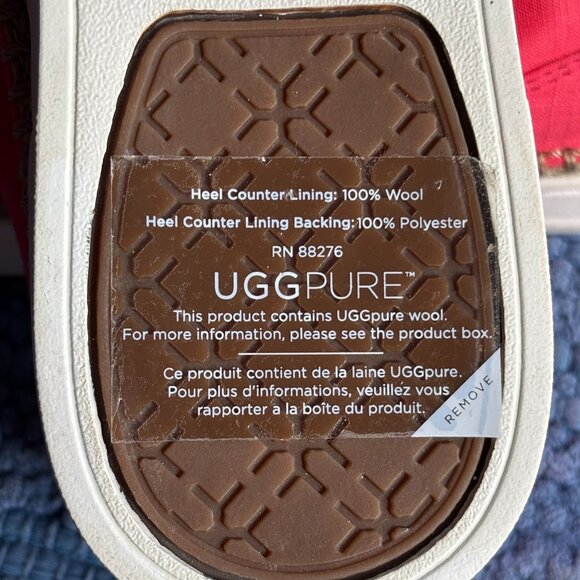 Heel Counter Lining: 100% Wool
Heel Counter Lining Backing: 100% Polyester
RN 88276
UGGPURE™
This product contains UGGpure wool.
For more information, please see the product box.
Ce produit contient de la laine UGGpure.
Pour plus d'informations, veuillez vous
rapporter à la boîte du produit.
REMOVE